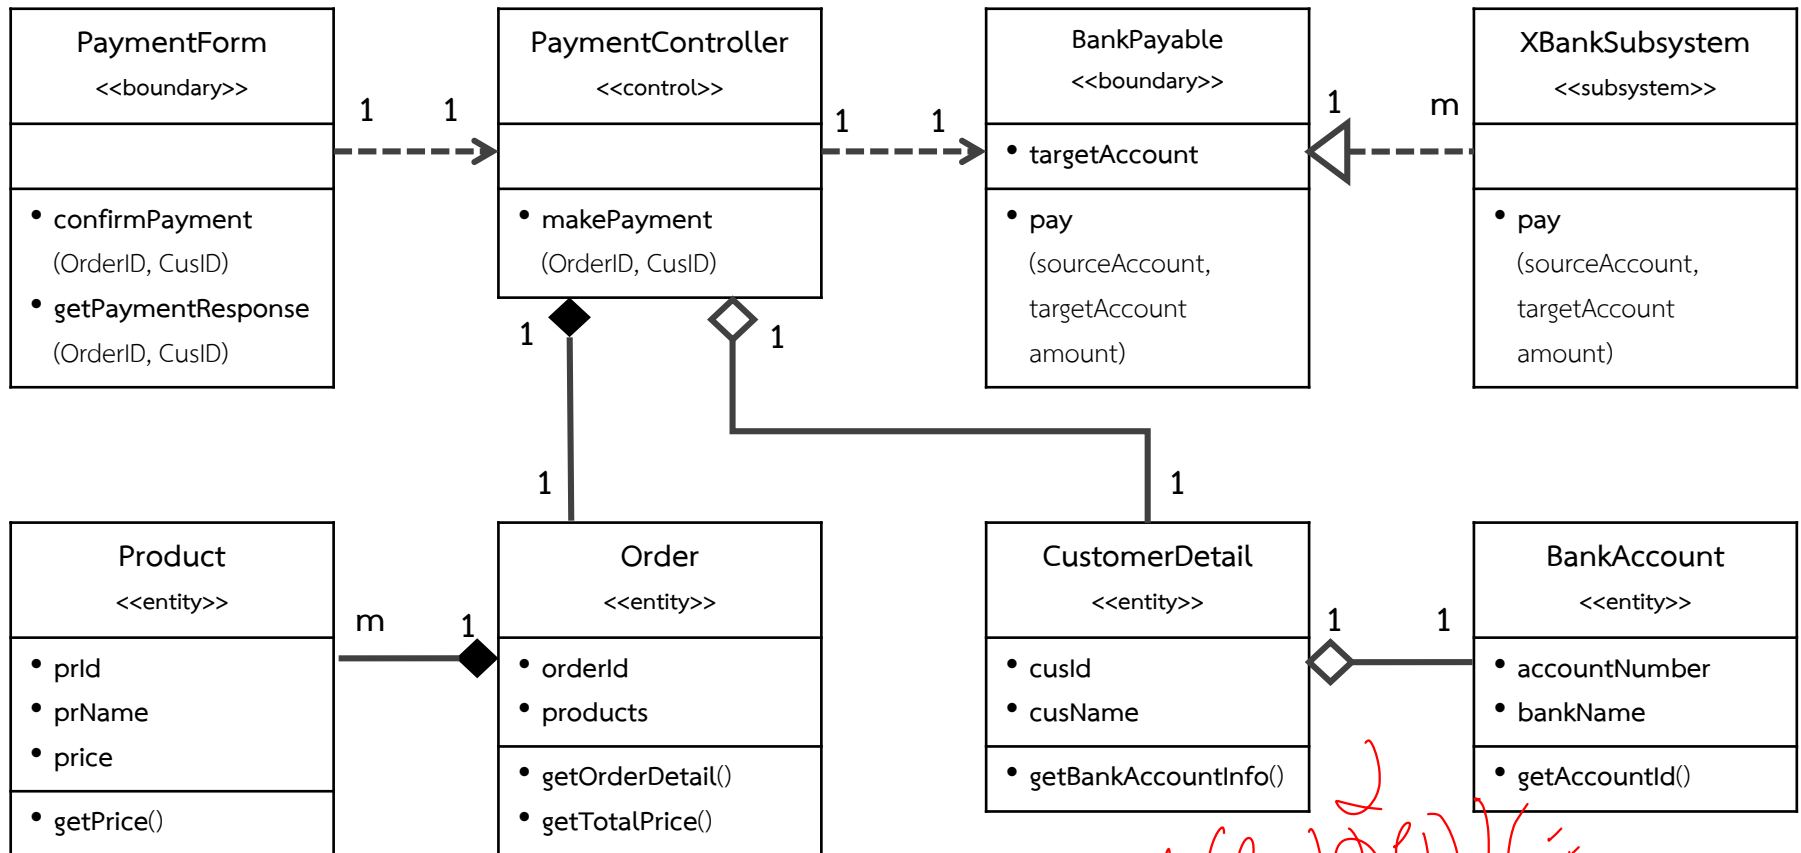 PaymentForm
<<boundary>>
• confirmPayment
(OrderID, CusID)
• getPaymentResponse
(OrderID, CusID)
1 1
PaymentController
<<control>>
• makePayment
(OrderID, CusID)
1 1
BankPayable
<<boundary>>
• targetAccount
• pay
(sourceAccount,
targetAccount
amount)
1 m
XBankSubsystem
<<subsystem>>
• pay
(sourceAccount,
targetAccount
amount)
1
1
1
1
Product
<<entity>>
• prId
• prName
• price
• getPrice()
m 1
Order
<<entity>>
• orderId
• products
• getOrderDetail()
• getTotalPrice()
CustomerDetail
<<entity>>
• cusId
• cusName
• getBankAccountInfo()
1 1
BankAccount
<<entity>>
• accountNumber
• bankName
• getAccountId()